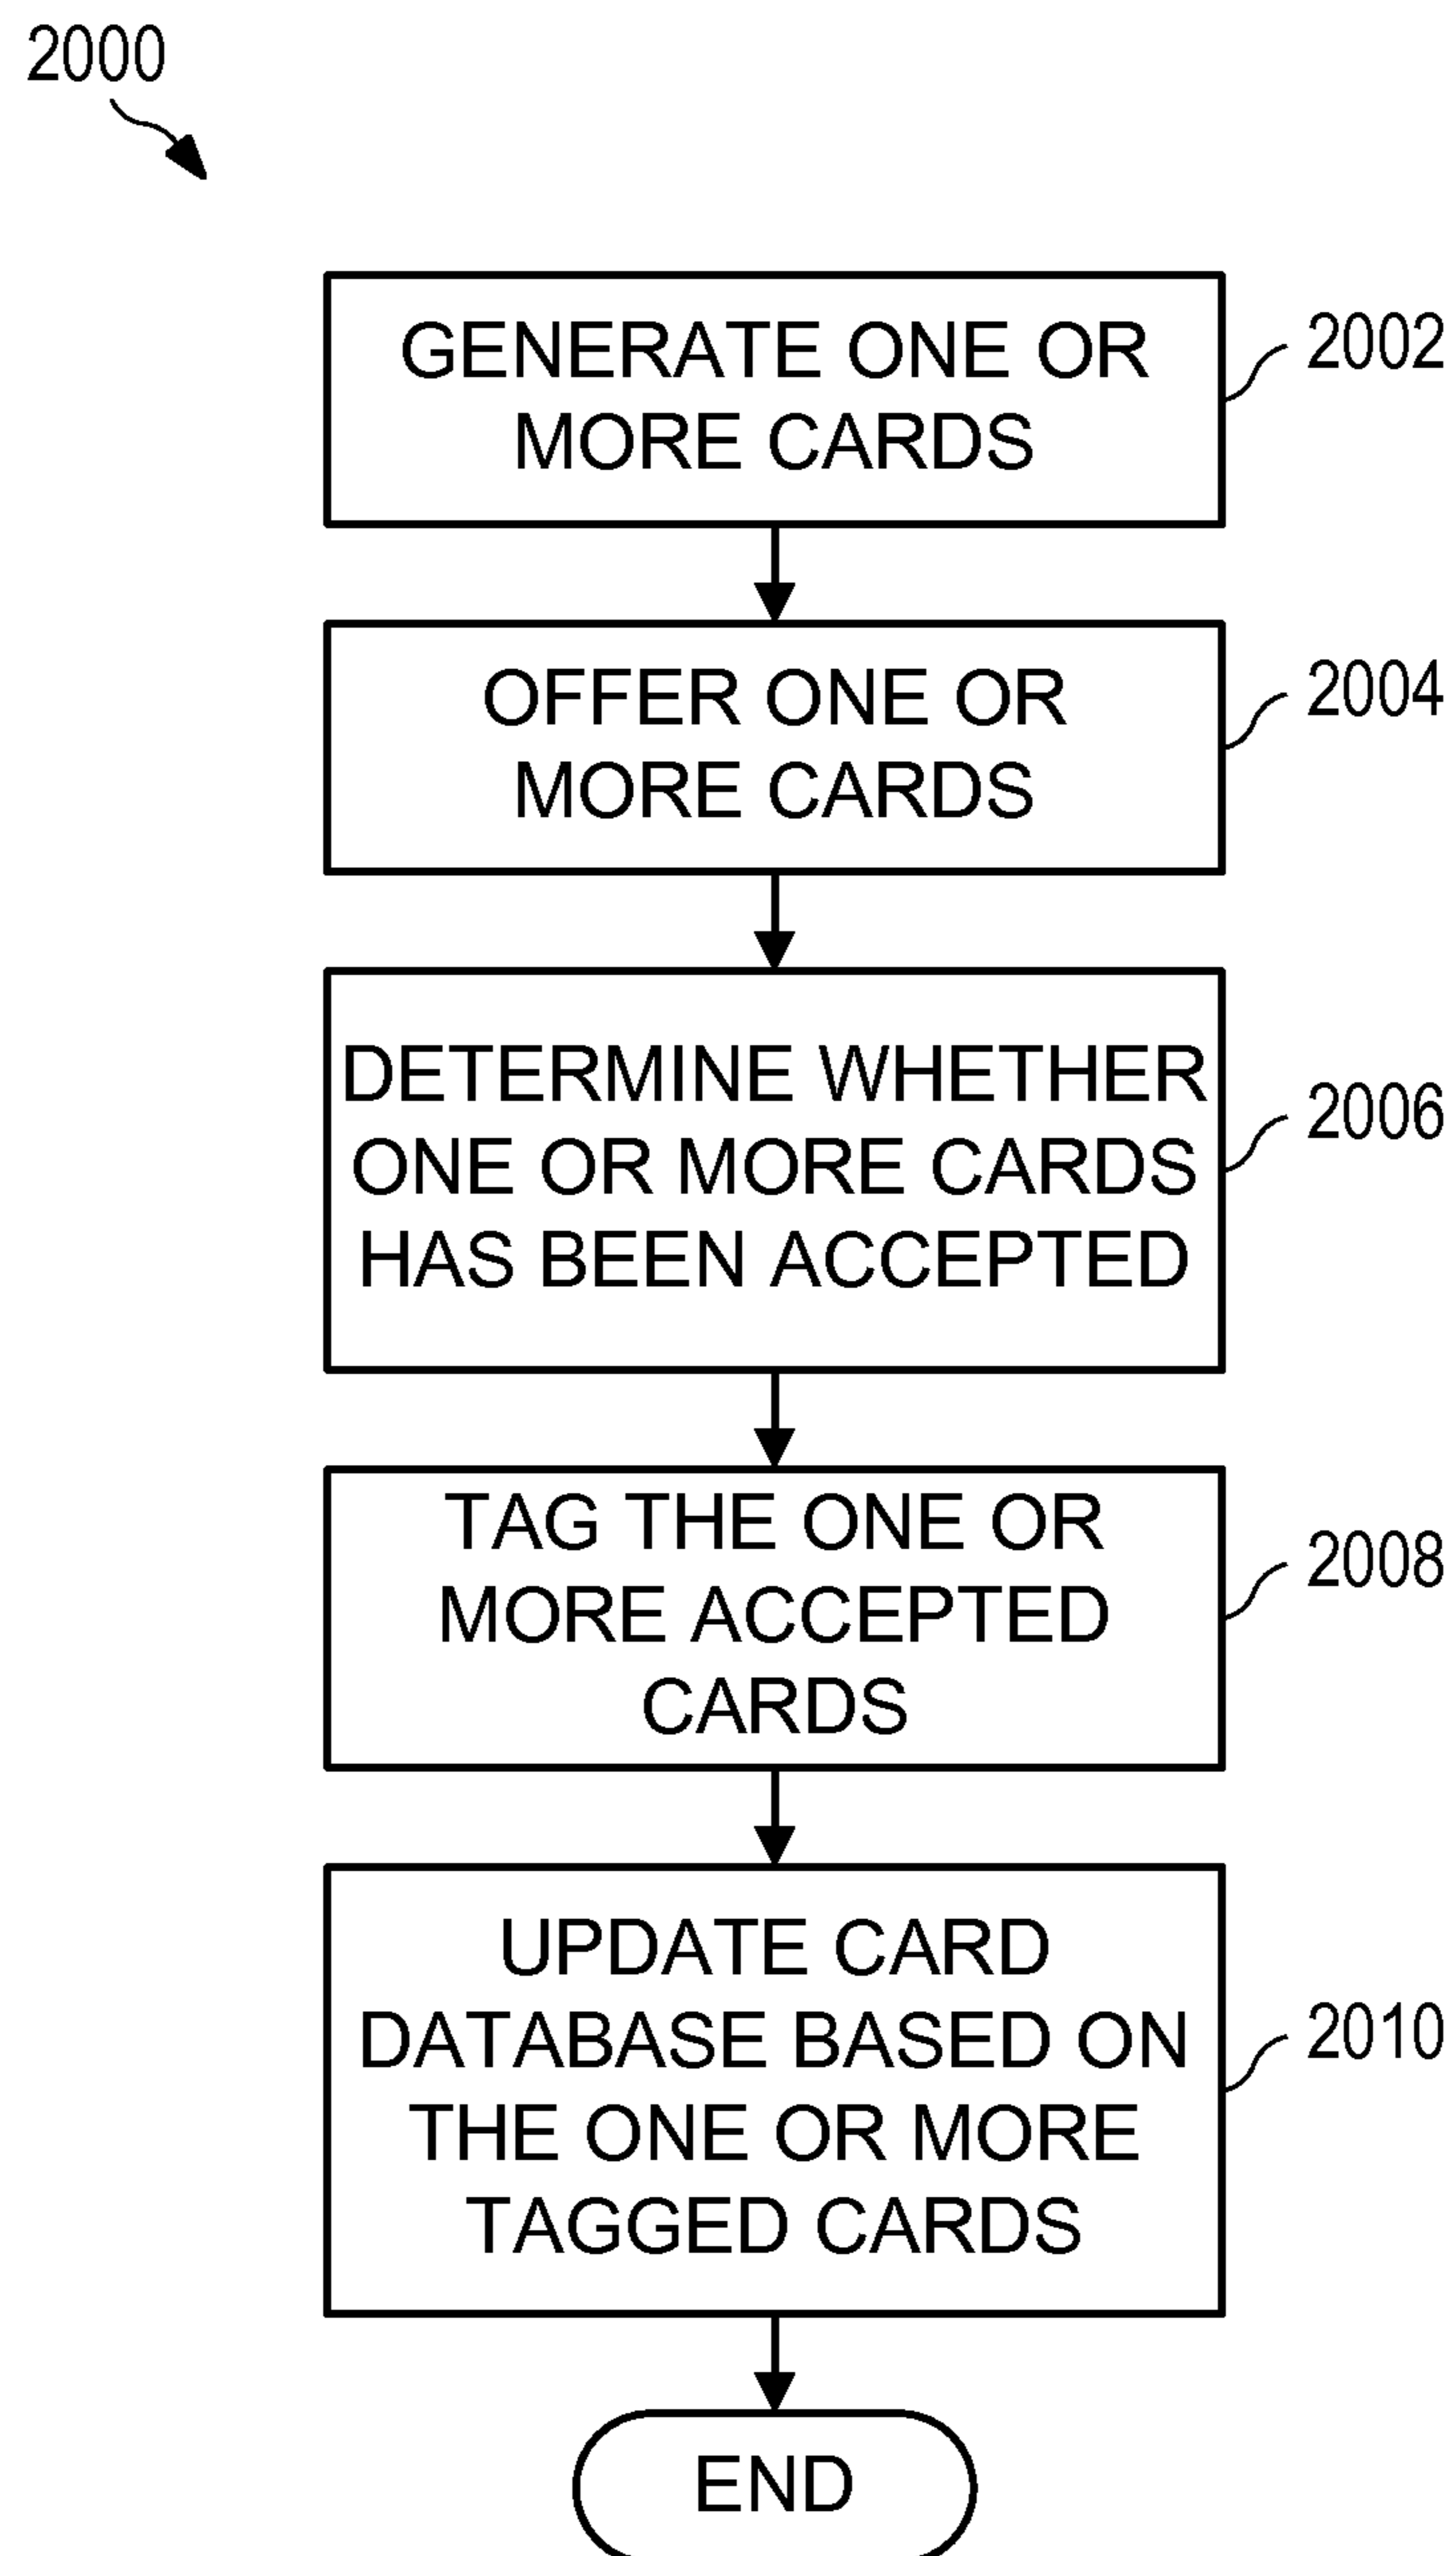 2000
GENERATE ONE OR
MORE CARDS
2002
OFFER ONE OR
MORE CARDS
2004
DETERMINE WHETHER
ONE OR MORE CARDS
HAS BEEN ACCEPTED
2006
TAG THE ONE OR
MORE ACCEPTED
CARDS
2008
UPDATE CARD
DATABASE BASED ON
THE ONE OR MORE
TAGGED CARDS
2010
END